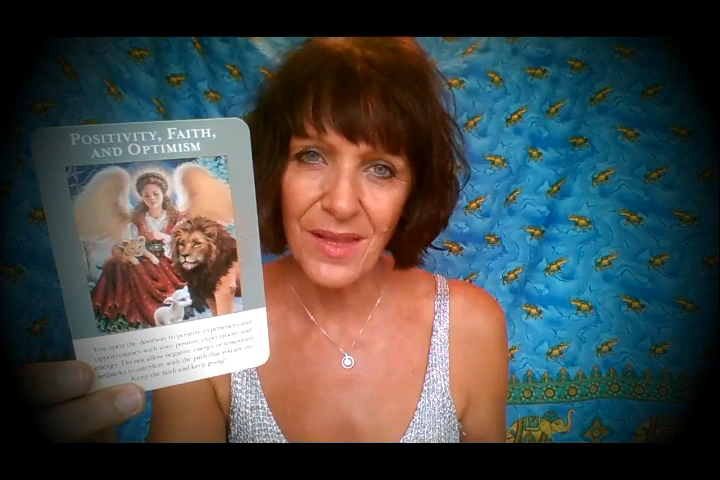 Positivity, Faith,
and Optimism
You open the doorway to positive experiences and
opportunities with your positive expectations and
energy. Do not allow negative energy or temporary
setbacks to interfere with the path that you are on.
Keep the faith and keep going!